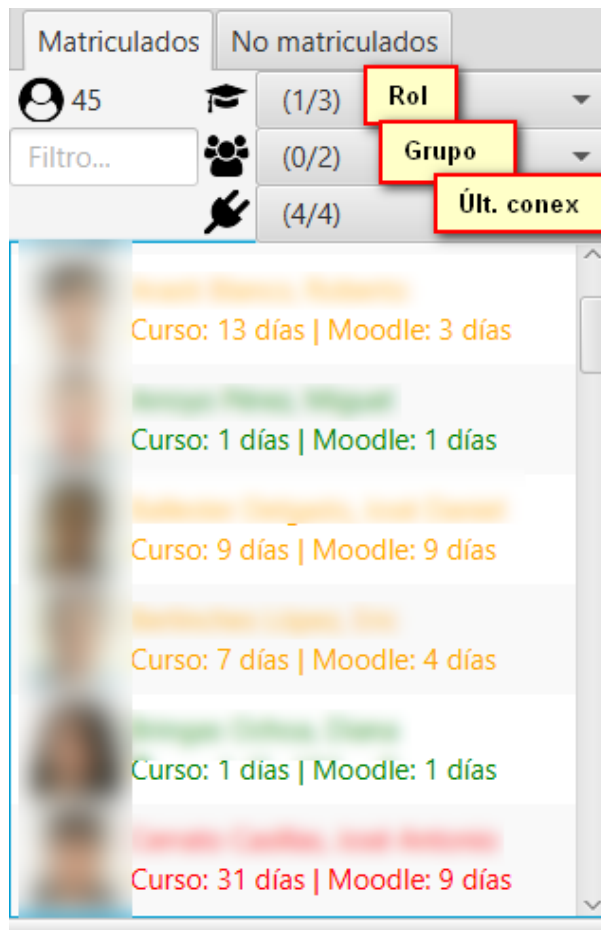 Matriculados No matriculados
45 (1/3) Rol
Filtro... (0/2) Grupo
(4/4) Últ. conex
Curso: 13 días | Moodle: 3 días
Curso: 1 días | Moodle: 1 días
Curso: 9 días | Moodle: 9 días
Curso: 7 días | Moodle: 4 días
Curso: 1 días | Moodle: 1 días
Curso: 31 días | Moodle: 9 días